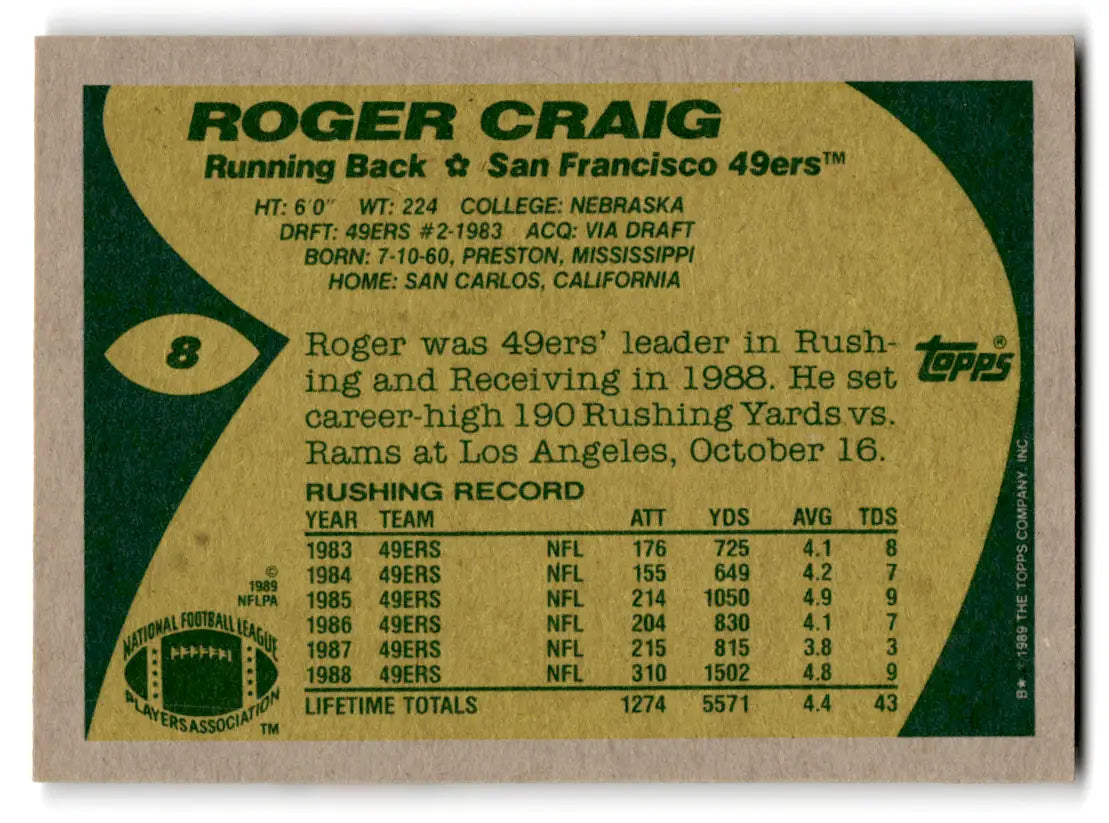 ROGER CRAIG
Running Back ✿ San Francisco 49ers™
HT: 6'0" WT: 224 COLLEGE: NEBRASKA
DRFT: 49ERS #2-1983 ACQ: VIA DRAFT
BORN: 7-10-60, PRESTON, MISSISSIPPI
HOME: SAN CARLOS, CALIFORNIA
8
Roger was 49ers' leader in Rush-
ing and Receiving in 1988. He set
career-high 190 Rushing Yards vs.
Rams at Los Angeles, October 16.
topps®
RUSHING RECORD
YEAR TEAM ATT YDS AVG TDS
1983 49ERS NFL 176 725 4.1 8
1984 49ERS NFL 155 649 4.2 7
1985 49ERS NFL 214 1050 4.9 9
1986 49ERS NFL 204 830 4.1 7
1987 49ERS NFL 215 815 3.8 3
1988 49ERS NFL 310 1502 4.8 9
LIFETIME TOTALS 1274 5571 4.4 43
©
1989
NFLPA
NATIONAL FOOTBALL LEAGUE
PLAYERS ASSOCIATION
™
B★ ★ 1989 THE TOPPS COMPANY, INC.